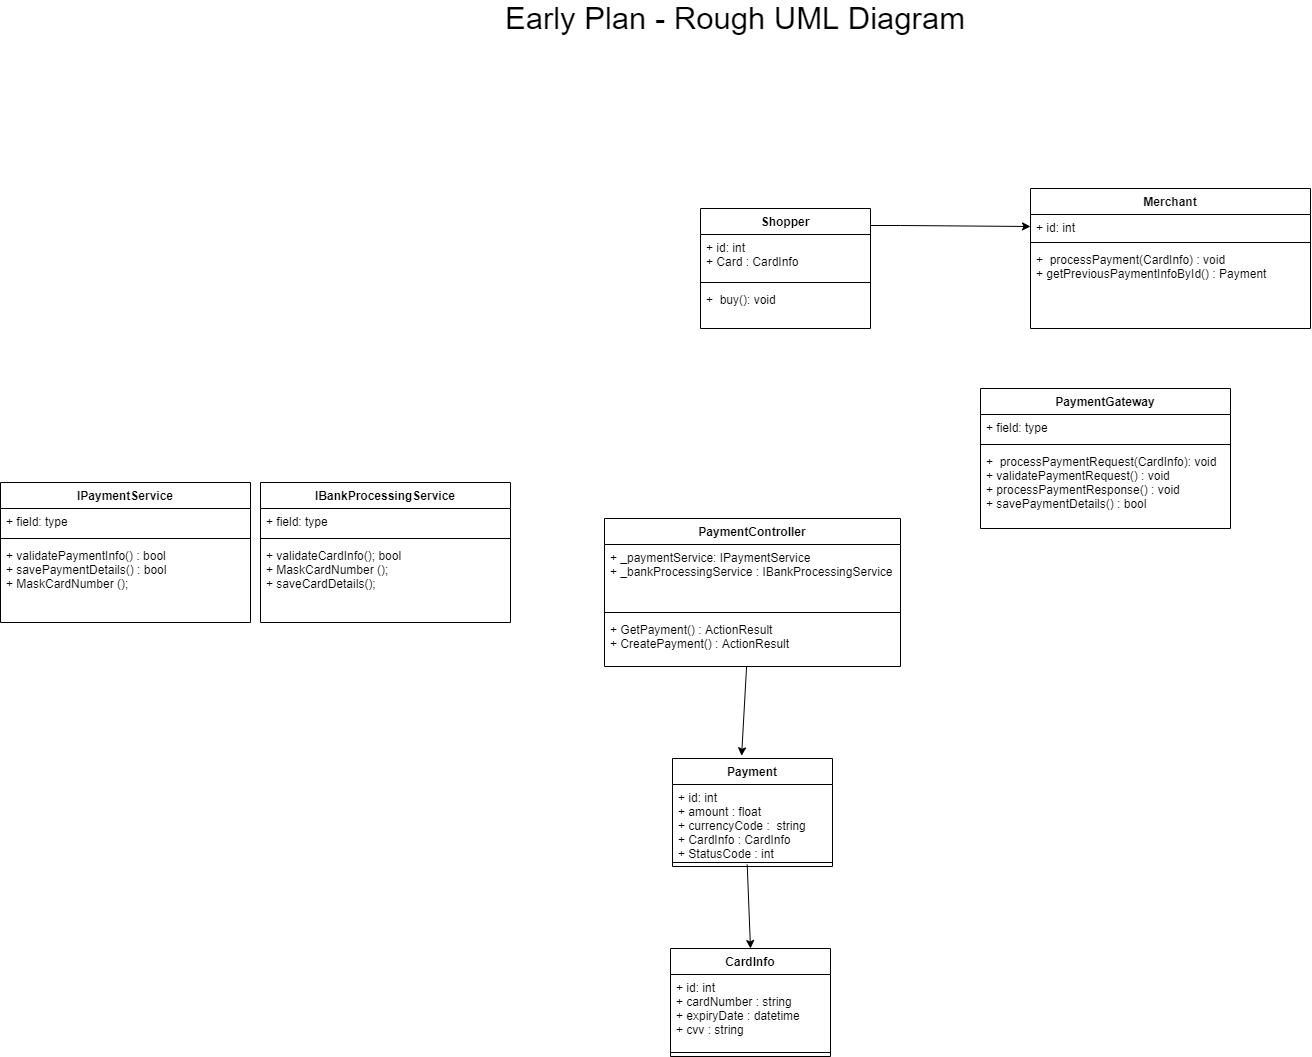 Early Plan - Rough UML Diagram
Merchant
+ id: int
+ processPayment(CardInfo) : void
+ getPreviousPaymentInfoById() : Payment
Shopper
+ id: int
+ Card : CardInfo
+ buy(): void
PaymentGateway
+ field: type
+ processPaymentRequest(CardInfo): void
+ validatePaymentRequest() : void
+ processPaymentResponse() : void
+ savePaymentDetails() : bool
IPaymentService
+ field: type
+ validatePaymentInfo() : bool
+ savePaymentDetails() : bool
+ MaskCardNumber ();
IBankProcessingService
+ field: type
+ validateCardInfo(); bool
+ MaskCardNumber ();
+ saveCardDetails();
PaymentController
+ _paymentService: IPaymentService
+ _bankProcessingService : IBankProcessingService
+ GetPayment() : ActionResult
+ CreatePayment() : ActionResult
Payment
+ id: int
+ amount : float
+ currencyCode : string
+ CardInfo : CardInfo
+ StatusCode : int
CardInfo
+ id: int
+ cardNumber : string
+ expiryDate : datetime
+ cvv : string